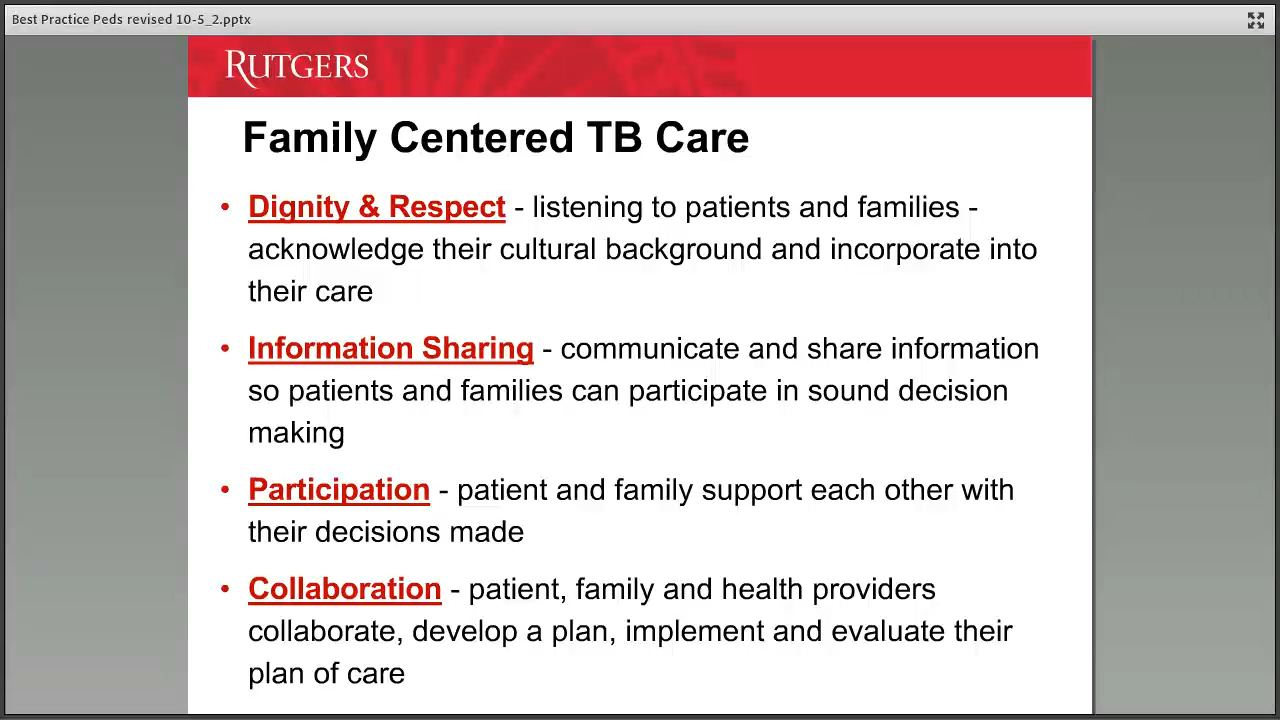 Best Practice Peds revised 10-5_2.pptx
RUTGERS
Family Centered TB Care
• Dignity & Respect - listening to patients and families -
acknowledge their cultural background and incorporate into
their care
• Information Sharing - communicate and share information
so patients and families can participate in sound decision
making
• Participation - patient and family support each other with
their decisions made
• Collaboration - patient, family and health providers
collaborate, develop a plan, implement and evaluate their
plan of care